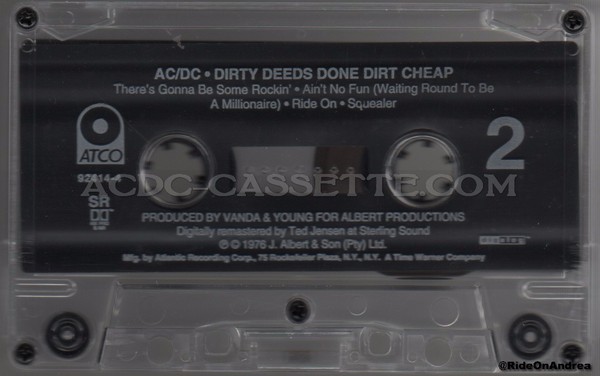 AC/DC • DIRTY DEEDS DONE DIRT CHEAP
There's Gonna Be Some Rockin' • Ain't No Fun (Waiting Round To Be
A Millionaire) • Ride On • Squealer
ATCO
2
92414-4
ACDC-CASSETTE.COM
SR
PRODUCED BY VANDA & YOUNG FOR ALBERT PRODUCTIONS
Digitally remastered by Ted Jensen at Sterling Sound
℗ © 1976 J. Albert & Son (Pty) Ltd.
Mfg. by Atlantic Recording Corp., 75 Rockefeller Plaza, N.Y., N.Y. A Time Warner Company
@RideOnAndrea